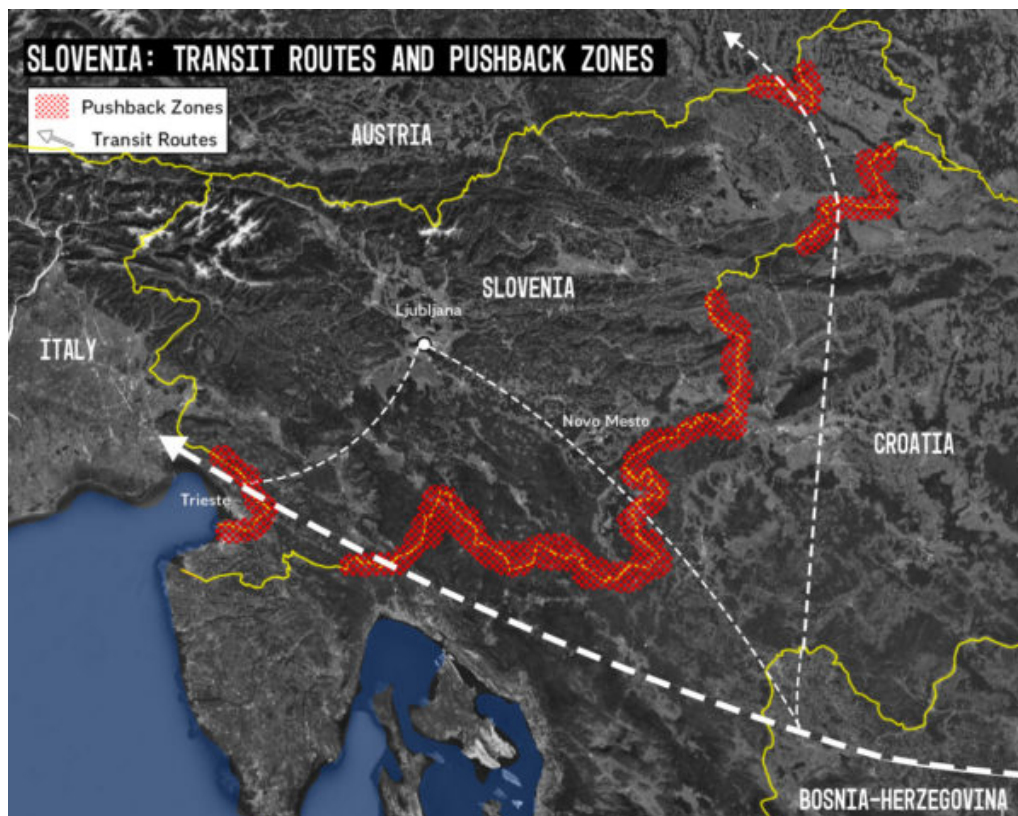 SLOVENIA: TRANSIT ROUTES AND PUSHBACK ZONES
Pushback Zones
Transit Routes
AUSTRIA
SLOVENIA
Ljubljana
ITALY
Novo Mesto
CROATIA
Trieste
BOSNIA-HERZEGOVINA